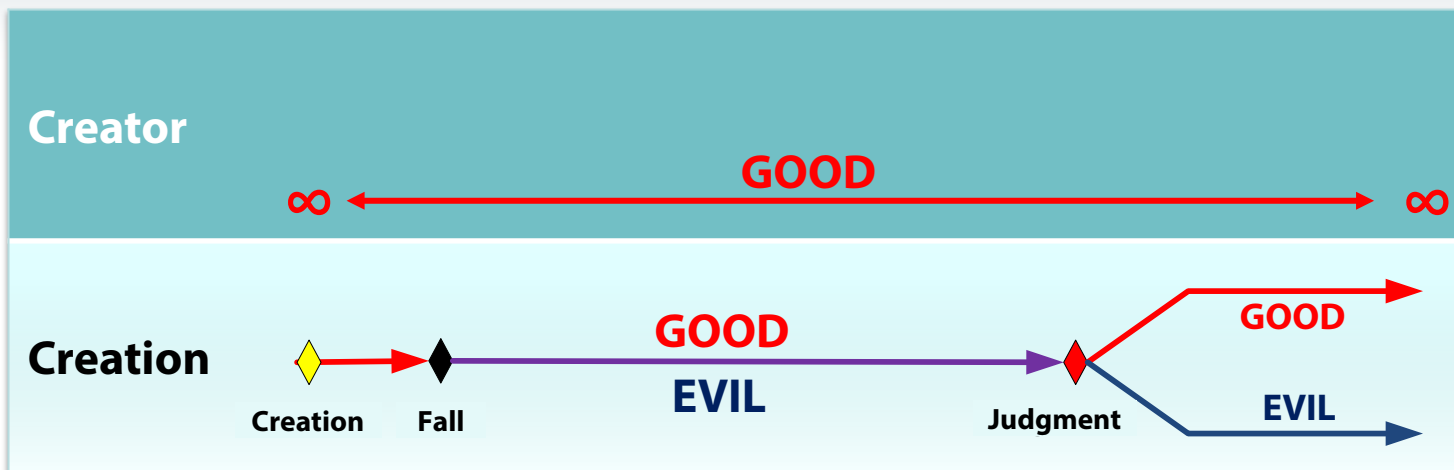 Creator
GOOD
∞ ∞
GOOD
GOOD
Creation
EVIL
EVIL
Creation Fall Judgment